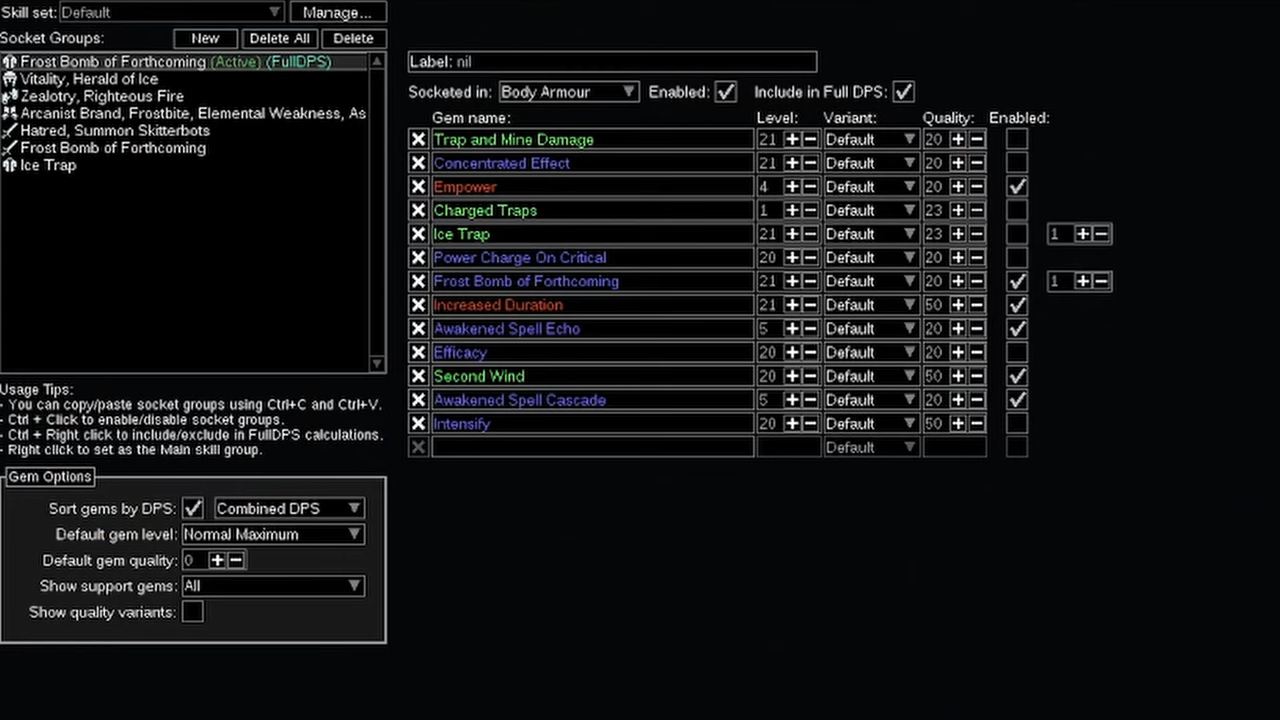 Skill set: Default Manage...
Socket Groups: New Delete All Delete
Frost Bomb of Forthcoming (Active) (FullDPS)
Vitality, Herald of Ice
Zealotry, Righteous Fire
Arcanist Brand, Frostbite, Elemental Weakness, As
Hatred, Summon Skitterbots
Frost Bomb of Forthcoming
Ice Trap
Usage Tips:
- You can copy/paste socket groups using Ctrl+C and Ctrl+V.
- Ctrl + Click to enable/disable socket groups.
- Ctrl + Right click to include/exclude in FullDPS calculations.
- Right click to set as the Main skill group.
Gem Options
Sort gems by DPS: Combined DPS
Default gem level: Normal Maximum
Default gem quality: 0
Show support gems: All
Show quality variants:
Label: nil
Socketed in: Body Armour Enabled: Include in Full DPS:
Gem name: Level: Variant: Quality: Enabled:
Trap and Mine Damage 21 Default 20
Concentrated Effect 21 Default 20
Empower 4 Default 20
Charged Traps 1 Default 23
Ice Trap 21 Default 23 1
Power Charge On Critical 20 Default 20
Frost Bomb of Forthcoming 21 Default 20 1
Increased Duration 21 Default 50
Awakened Spell Echo 5 Default 20
Efficacy 20 Default 20
Second Wind 20 Default 50
Awakened Spell Cascade 5 Default 20
Intensify 20 Default 50
Default